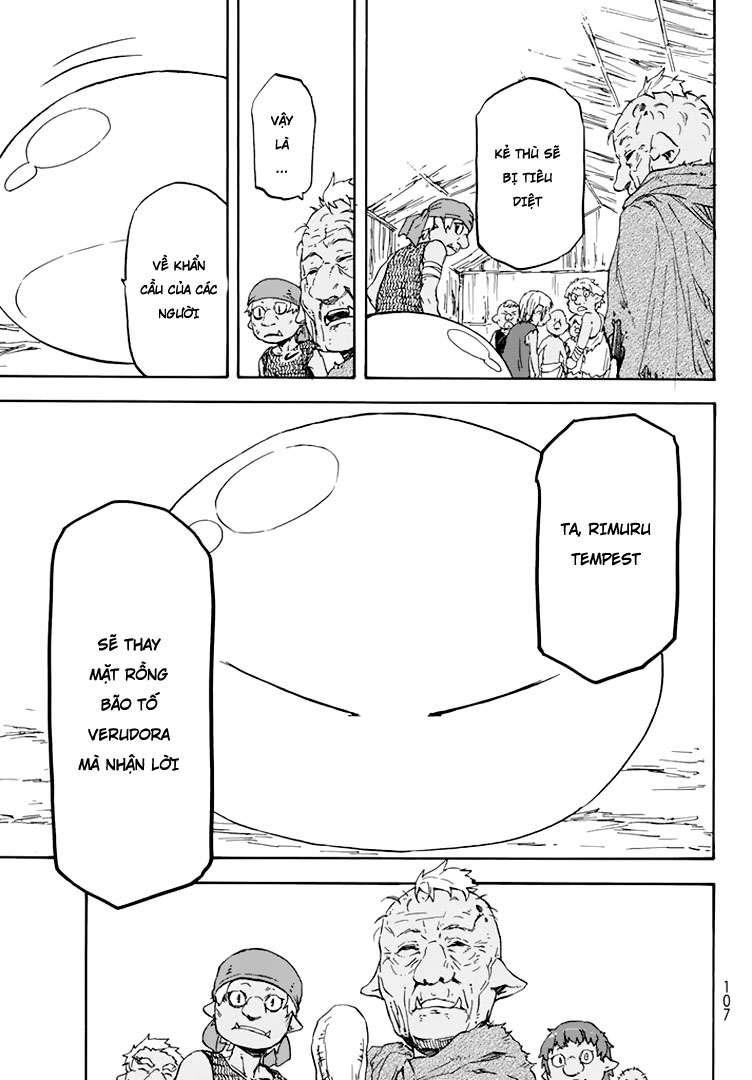 KẺ THÙ SẼ
BỊ TIÊU
DIỆT
VẬY
LÀ
...
VỀ KHẨN
CẦU CỦA CÁC
NGƯỜI
TA, RIMURU
TEMPEST
SẼ THAY
MẶT RỒNG
BÃO TỐ
VERUDORA
MÀ NHẬN LỜI
107